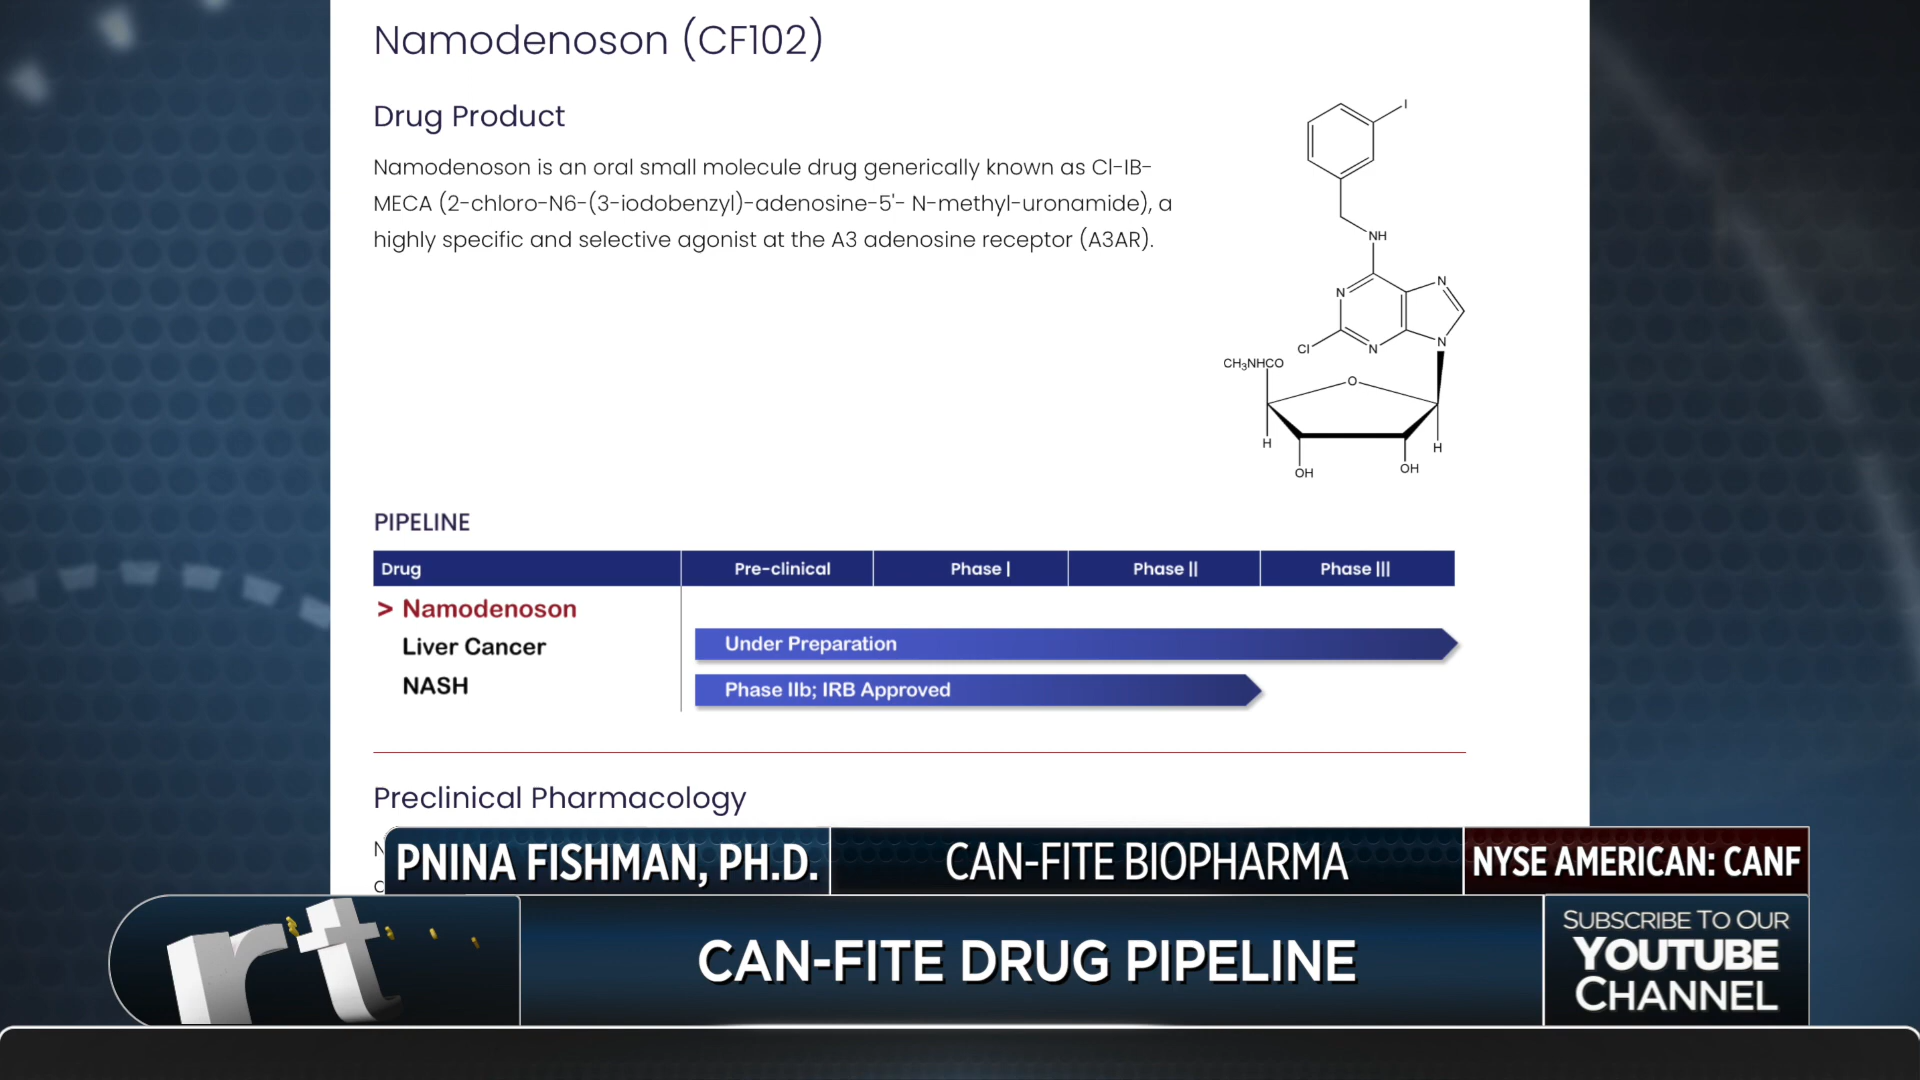 Namodenoson (CF102)
Drug Product
Namodenoson is an oral small molecule drug generically known as Cl-IB-
MECA (2-chloro-N6-(3-iodobenzyl)-adenosine-5'- N-methyl-uronamide), a
highly specific and selective agonist at the A3 adenosine receptor (A3AR).
I
NH
N
N
N
N
Cl
CH₃NHCO
O
H
H
OH
OH
PIPELINE
Drug Pre-clinical Phase I Phase II Phase III
> Namodenoson
Liver Cancer Under Preparation
NASH Phase IIb; IRB Approved
Preclinical Pharmacology
PNINA FISHMAN, PH.D. CAN-FITE BIOPHARMA NYSE AMERICAN: CANF
rt
CAN-FITE DRUG PIPELINE
SUBSCRIBE TO OUR
YOUTUBE
CHANNEL